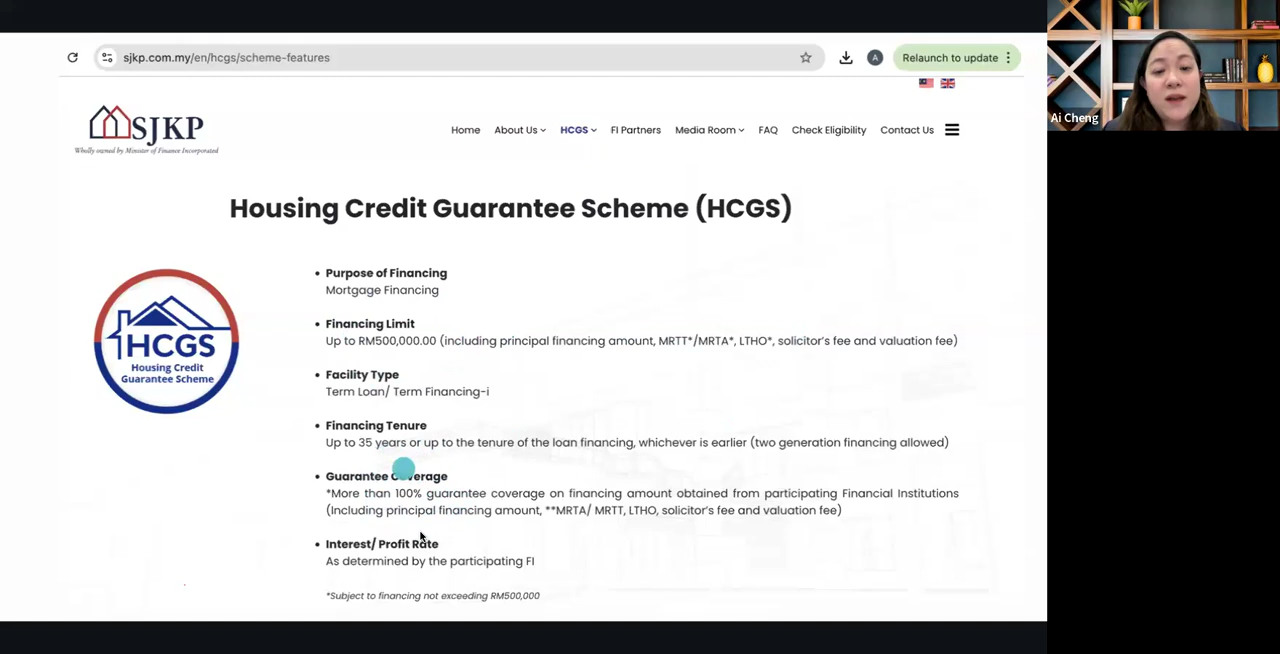 sjkp.com.my/en/hcgs/scheme-features
A
Relaunch to update
SJKP
Wholly owned by Minister of Finance Incorporated
Home About Us HCGS FI Partners Media Room FAQ Check Eligibility Contact Us
Ai Cheng
Housing Credit Guarantee Scheme (HCGS)
HCGS
Housing Credit
Guarantee Scheme
• Purpose of Financing
Mortgage Financing
• Financing Limit
Up to RM500,000.00 (including principal financing amount, MRTT*/MRTA*, LTHO*, solicitor's fee and valuation fee)
• Facility Type
Term Loan/ Term Financing-i
• Financing Tenure
Up to 35 years or up to the tenure of the loan financing, whichever is earlier (two generation financing allowed)
• Guarantee Coverage
*More than 100% guarantee coverage on financing amount obtained from participating Financial Institutions
(Including principal financing amount, **MRTA/ MRTT, LTHO, solicitor's fee and valuation fee)
• Interest/ Profit Rate
As determined by the participating FI
*Subject to financing not exceeding RM500,000